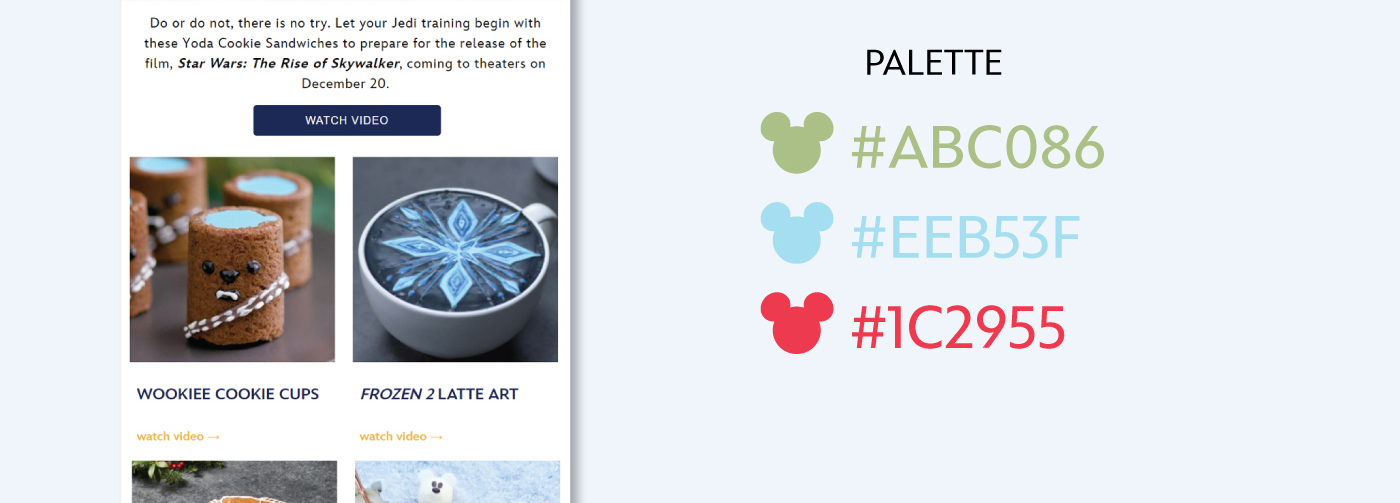 Do or do not, there is no try. Let your Jedi training begin with
these Yoda Cookie Sandwiches to prepare for the release of the
film, Star Wars: The Rise of Skywalker, coming to theaters on
December 20.
WATCH VIDEO
WOOKIEE COOKIE CUPS
watch video →
FROZEN 2 LATTE ART
watch video →
PALETTE
#ABC086
#EEB53F
#1C2955